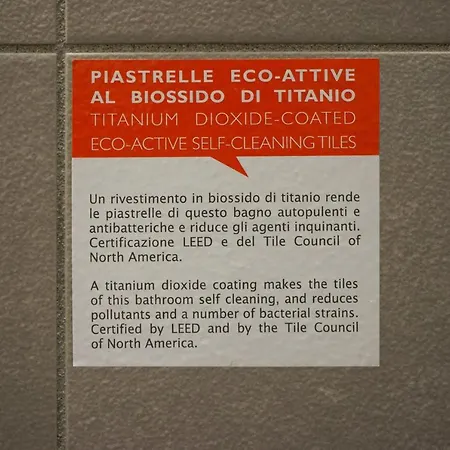 PIASTRELLE ECO-ATTIVE
AL BIOSSIDO DI TITANIO
TITANIUM DIOXIDE-COATED
ECO-ACTIVE SELF-CLEANING TILES
Un rivestimento in biossido di titanio rende
le piastrelle di questo bagno autopulenti e
antibatteriche e riduce gli agenti inquinanti.
Certificazione LEED e del Tile Council of
North America.
A titanium dioxide coating makes the tiles
of this bathroom self cleaning, and reduces
pollutants and a number of bacterial strains.
Certified by LEED and by the Tile Council
of North America.